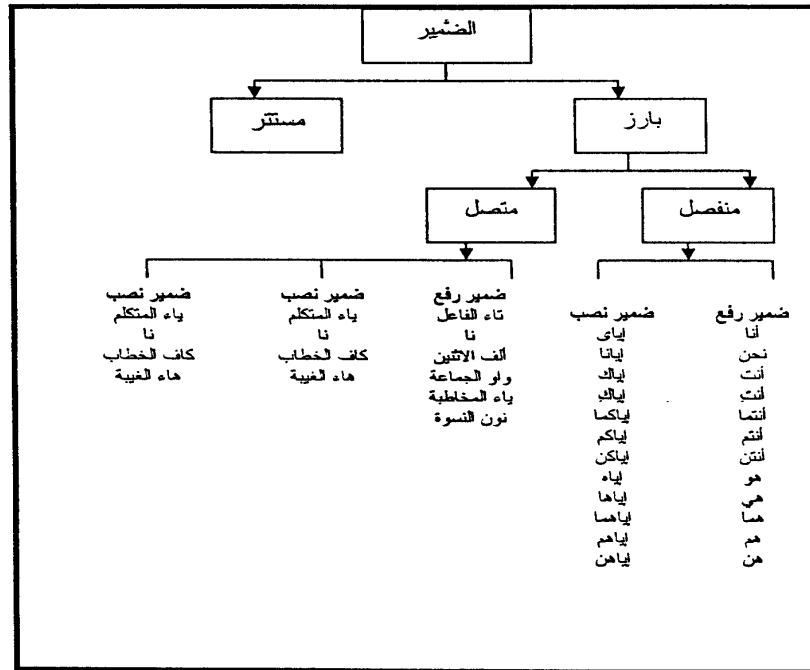 الضمير
بارز
مستتر
منفصل
متصل
ضمير رفع
أنا
نحن
أنت
أنتِ
أنتما
أنتم
أنتن
هو
هي
هما
هم
هن
ضمير نصب
إياى
إيانا
إياك
إياكِ
إياكما
إياكم
إياكن
إياه
إياها
إياهما
إياهم
إياهن
ضمير رفع
تاء الفاعل
نا
ألف الاثنين
واو الجماعة
ياء المخاطبة
نون النسوة
ضمير نصب
ياء المتكلم
نا
كاف الخطاب
هاء الغيبة
ضمير نصب
ياء المتكلم
نا
كاف الخطاب
هاء الغيبة